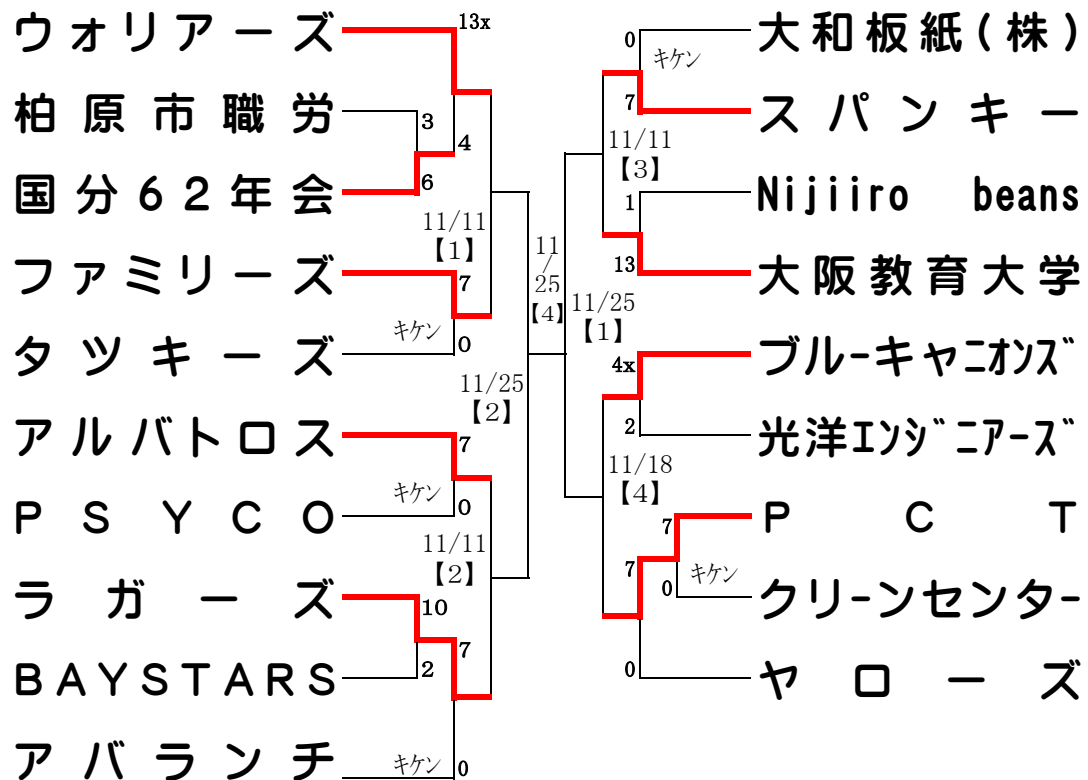 ウォリアーズ
13x
柏原市職労
3
4
国分62年会
6
11/11
【1】
ファミリーズ
7
キケン
タツキーズ
0
11/25
【2】
アルバトロス
7
キケン
PSYCO
0
11/11
【2】
ラガーズ
10
7
BAYSTARS
2
アバランチ
キケン
0
11
/
25
【4】
0
大和板紙(株)
キケン
7
スパンキー
11/11
【3】
1
Nijiiro beans
13
大阪教育大学
11/25
【1】
4x
ブルーキャニオンズ
2
光洋エンジニアーズ
11/18
【4】
7
PCT
7
キケン
0
クリーンセンター
0
ヤローズ